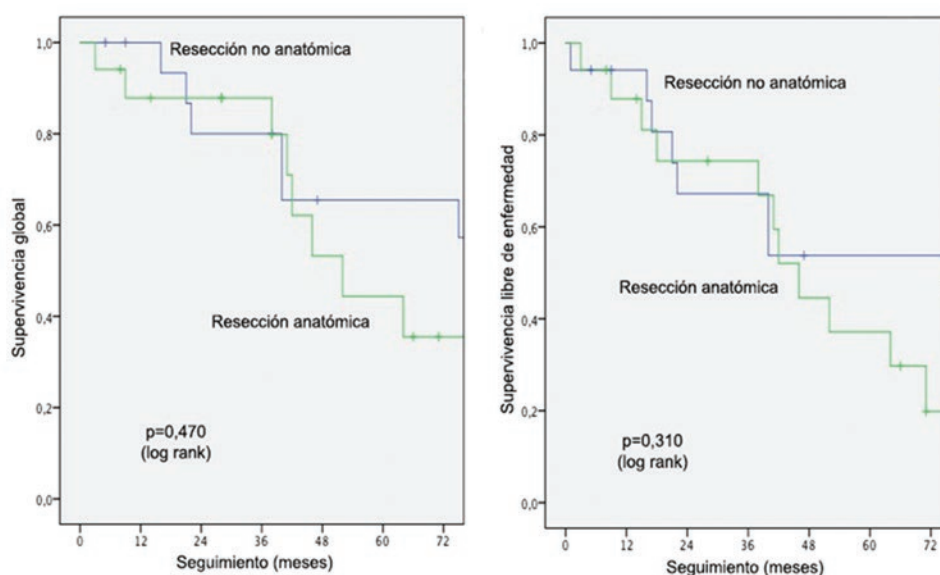 Supervivencia global
1,0
0,8
0,6
0,4
0,2
0,0
Resección no anatómica
Resección anatómica
p=0,470
(log rank)
0 12 24 36 48 60 72
Seguimiento (meses)
Supervivencia libre de enfermedad
1,0
0,8
0,6
0,4
0,2
0,0
Resección no anatómica
Resección anatómica
p=0,310
(log rank)
0 12 24 36 48 60 72
Seguimiento (meses)